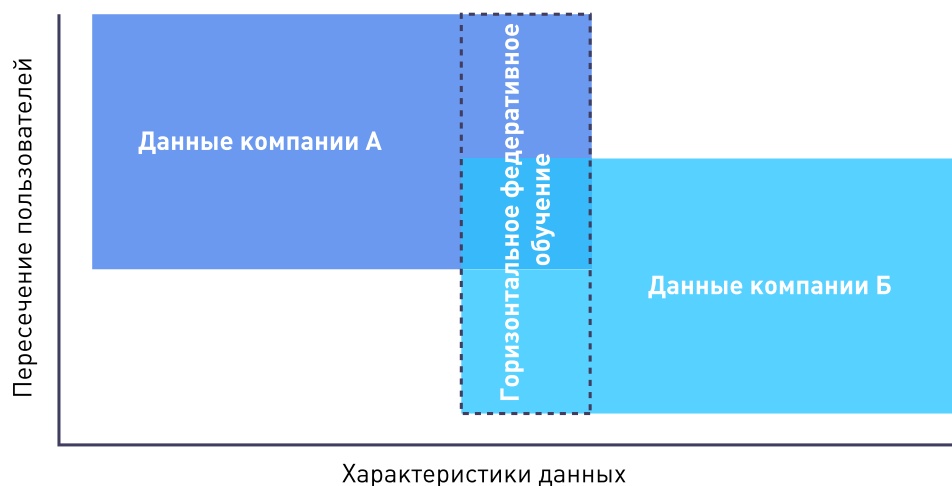 Пересечение пользователей
Данные компании А
Горизонтальное федеративное
обучение
Данные компании Б
Характеристики данных